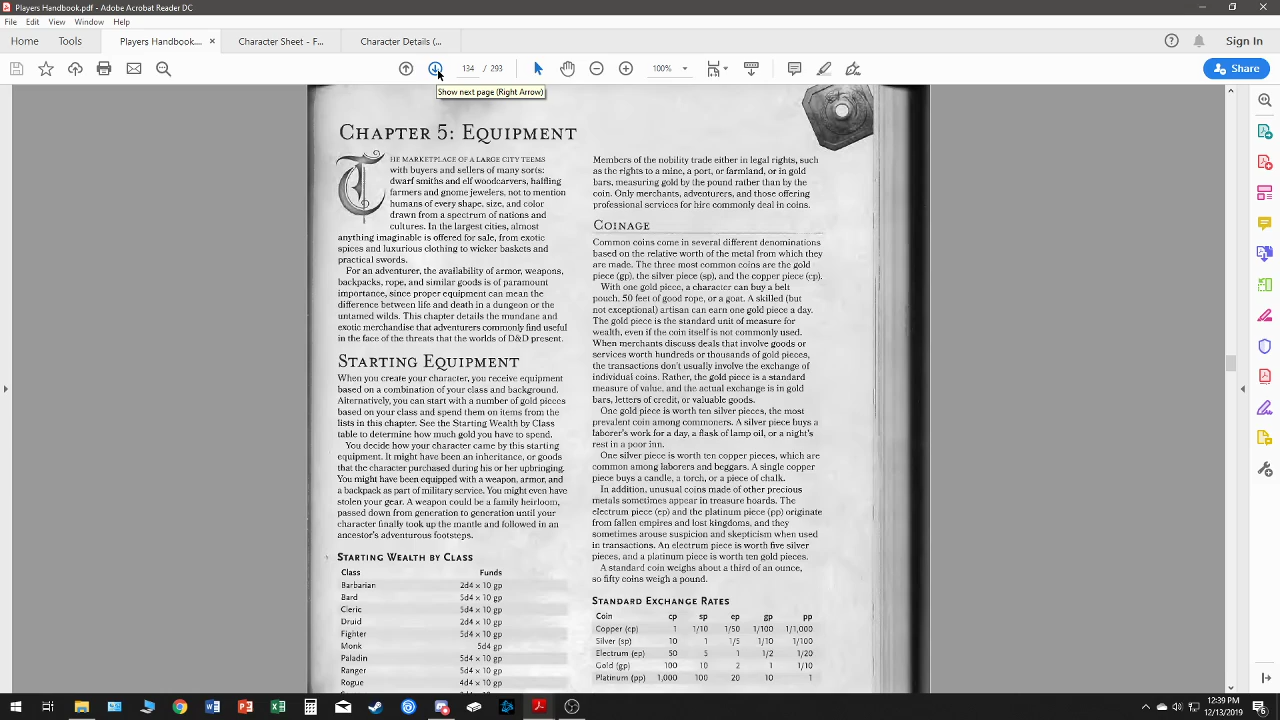 Players Handbook.pdf - Adobe Acrobat Reader DC
File Edit View Window Help
Home Tools Players Handbook.... × Character Sheet - F... Character Details (... Sign In
134 / 293 100% Share
Show next page (Right Arrow)
CHAPTER 5: EQUIPMENT
THE MARKETPLACE OF A LARGE CITY TEEMS
with buyers and sellers of many sorts:
dwarf smiths and elf woodcarvers, halfling
farmers and gnome jewelers, not to mention
humans of every shape, size, and color
drawn from a spectrum of nations and
cultures. In the largest cities, almost
anything imaginable is offered for sale, from exotic
spices and luxurious clothing to wicker baskets and
practical swords.
For an adventurer, the availability of armor, weapons,
backpacks, rope, and similar goods is of paramount
importance, since proper equipment can mean the
difference between life and death in a dungeon or the
untamed wilds. This chapter details the mundane and
exotic merchandise that adventurers commonly find useful
in the face of the threats that the worlds of D&D present.
STARTING EQUIPMENT
When you create your character, you receive equipment
based on a combination of your class and background.
Alternatively, you can start with a number of gold pieces
based on your class and spend them on items from the
lists in this chapter. See the Starting Wealth by Class
table to determine how much gold you have to spend.
You decide how your character came by this starting
equipment. It might have been an inheritance, or goods
that the character purchased during his or her upbringing.
You might have been equipped with a weapon, armor, and
a backpack as part of military service. You might even have
stolen your gear. A weapon could be a family heirloom,
passed down from generation to generation until your
character finally took up the mantle and followed in an
ancestor's adventurous footsteps.
STARTING WEALTH BY CLASS
Class Funds
Barbarian 2d4 × 10 gp
Bard 5d4 × 10 gp
Cleric 5d4 × 10 gp
Druid 2d4 × 10 gp
Fighter 5d4 × 10 gp
Monk 5d4 gp
Paladin 5d4 × 10 gp
Ranger 5d4 × 10 gp
Rogue 4d4 × 10 gp
Members of the nobility trade either in legal rights, such
as the rights to a mine, a port, or farmland, or in gold
bars, measuring gold by the pound rather than by the
coin. Only merchants, adventurers, and those offering
professional services for hire commonly deal in coins.
COINAGE
Common coins come in several different denominations
based on the relative worth of the metal from which they
are made. The three most common coins are the gold
piece (gp), the silver piece (sp), and the copper piece (cp).
With one gold piece, a character can buy a belt
pouch, 50 feet of good rope, or a goat. A skilled (but
not exceptional) artisan can earn one gold piece a day.
The gold piece is the standard unit of measure for
wealth, even if the coin itself is not commonly used.
When merchants discuss deals that involve goods or
services worth hundreds or thousands of gold pieces,
the transactions don't usually involve the exchange of
individual coins. Rather, the gold piece is a standard
measure of value, and the actual exchange is in gold
bars, letters of credit, or valuable goods.
One gold piece is worth ten silver pieces, the most
prevalent coin among commoners. A silver piece buys a
laborer's work for a day, a flask of lamp oil, or a night's
rest in a poor inn.
One silver piece is worth ten copper pieces, which are
common among laborers and beggars. A single copper
piece buys a candle, a torch, or a piece of chalk.
In addition, unusual coins made of other precious
metals sometimes appear in treasure hoards. The
electrum piece (ep) and the platinum piece (pp) originate
from fallen empires and lost kingdoms, and they
sometimes arouse suspicion and skepticism when used
in transactions. An electrum piece is worth five silver
pieces, and a platinum piece is worth ten gold pieces.
A standard coin weighs about a third of an ounce,
so fifty coins weigh a pound.
STANDARD EXCHANGE RATES
Coin cp sp ep gp pp
Copper (cp) 1 1/10 1/50 1/100 1/1,000
Silver (sp) 10 1 1/5 1/10 1/100
Electrum (ep) 50 5 1 1/2 1/20
Gold (gp) 100 10 2 1 1/10
Platinum (pp) 1,000 100 20 10 1
12:39 PM
12/13/2019